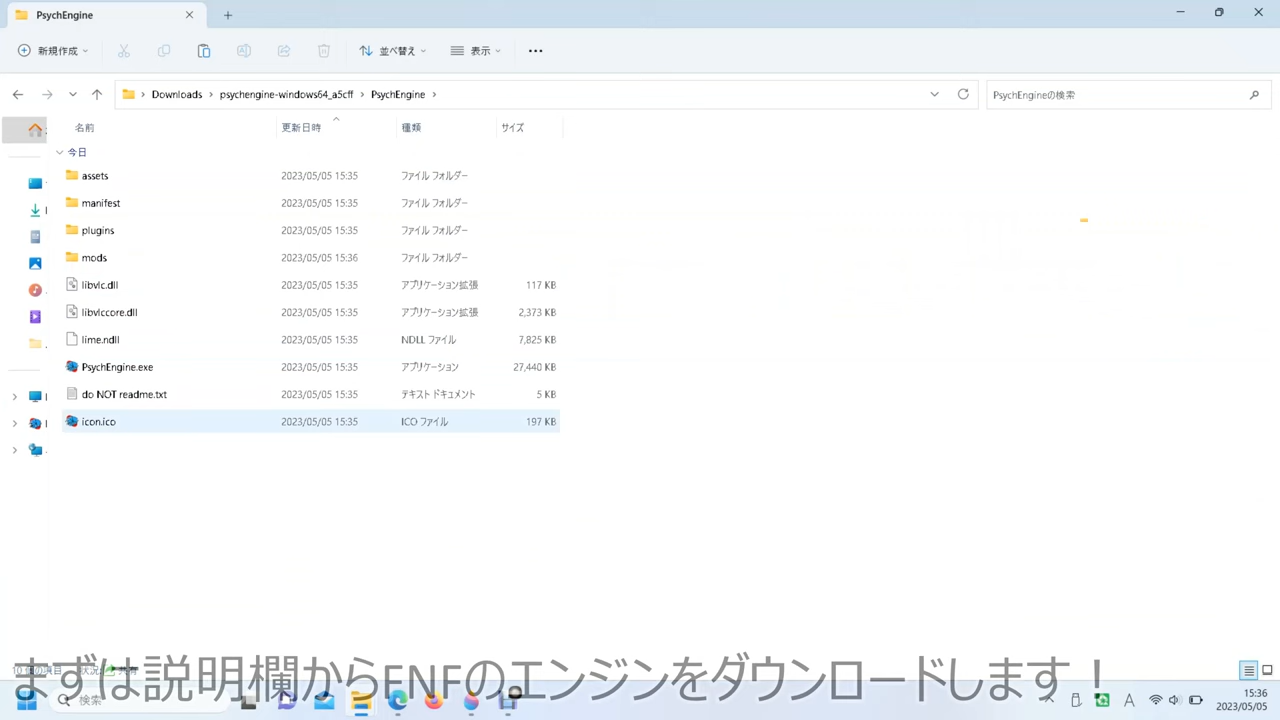 PsychEngine
新規作成
並べ替え
表示
Downloads
psychengine-windows64_a5cff
PsychEngine
PsychEngineの検索
名前
更新日時
種類
サイズ
今日
assets
2023/05/05 15:35
ファイル フォルダー
manifest
2023/05/05 15:35
ファイル フォルダー
plugins
2023/05/05 15:35
ファイル フォルダー
mods
2023/05/05 15:36
ファイル フォルダー
libvlc.dll
2023/05/05 15:35
アプリケーション拡張
117 KB
libvlccore.dll
2023/05/05 15:35
アプリケーション拡張
2,373 KB
lime.ndll
2023/05/05 15:35
NDLL ファイル
7,825 KB
PsychEngine.exe
2023/05/05 15:35
アプリケーション
27,440 KB
do NOT readme.txt
2023/05/05 15:35
テキスト ドキュメント
5 KB
icon.ico
2023/05/05 15:35
ICO ファイル
197 KB
まずは説明欄からFNFのエンジンをダウンロードします！
検索
A
15:36
2023/05/05